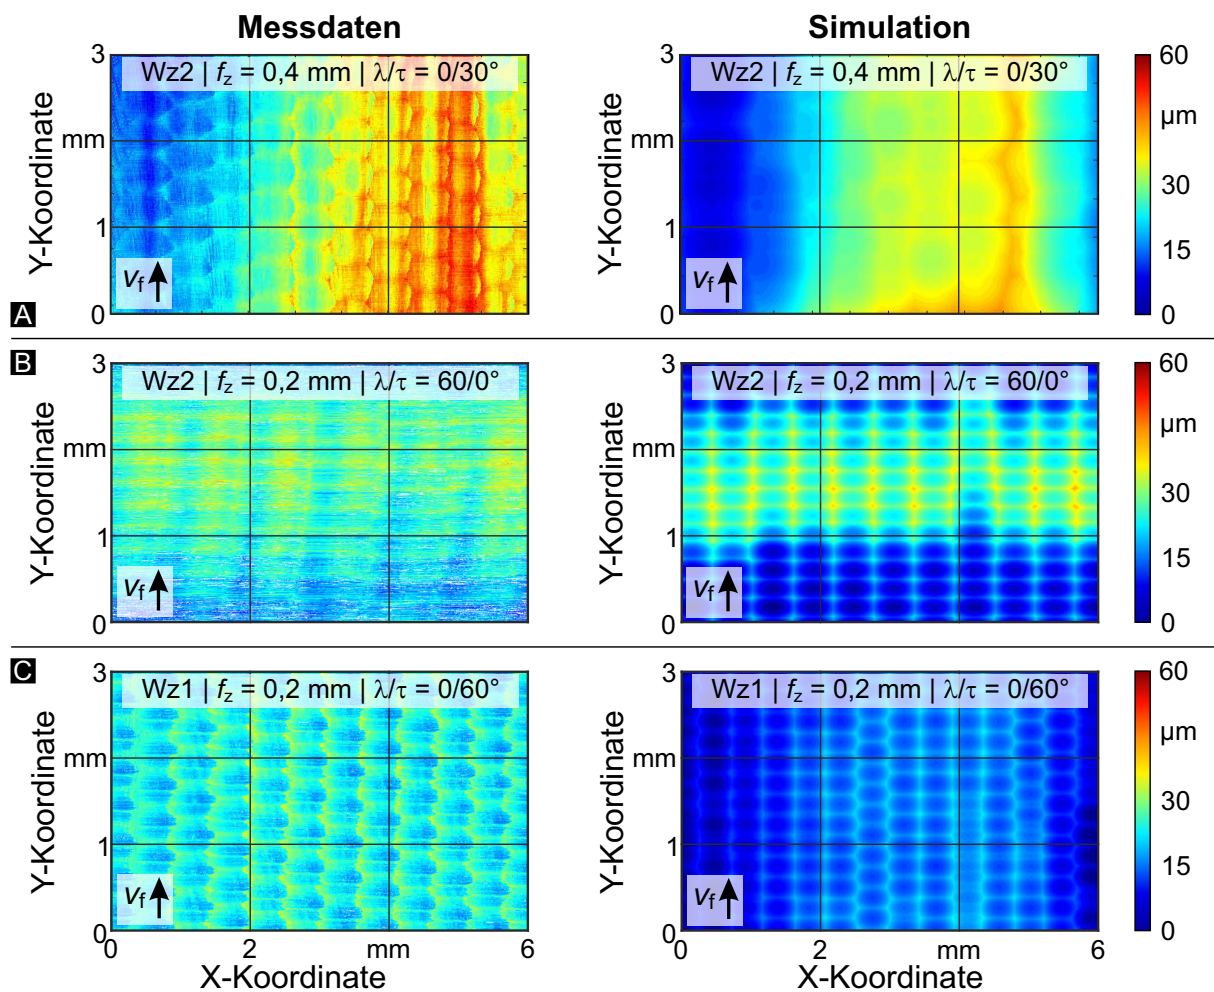 Messdaten Simulation
3 Wz2 | fz = 0,4 mm | λ/τ = 0/30° Wz2 | fz = 0,4 mm | λ/τ = 0/30° 3 60
µm
mm mm
Y-Koordinate Y-Koordinate 30
1 1
15
vf vf
A 0 0 0
B 3 Wz2 | fz = 0,2 mm | λ/τ = 60/0° 3 Wz2 | fz = 0,2 mm | λ/τ = 60/0° 60
µm
mm mm
Y-Koordinate Y-Koordinate 30
1 1
15
vf vf
0 0 0
C 3 Wz1 | fz = 0,2 mm | λ/τ = 0/60° 3 Wz1 | fz = 0,2 mm | λ/τ = 0/60° 60
µm
mm mm
Y-Koordinate Y-Koordinate 30
1 1
15
vf vf
0 0 0
0 2 mm 6 0 2 mm 6
X-Koordinate X-Koordinate